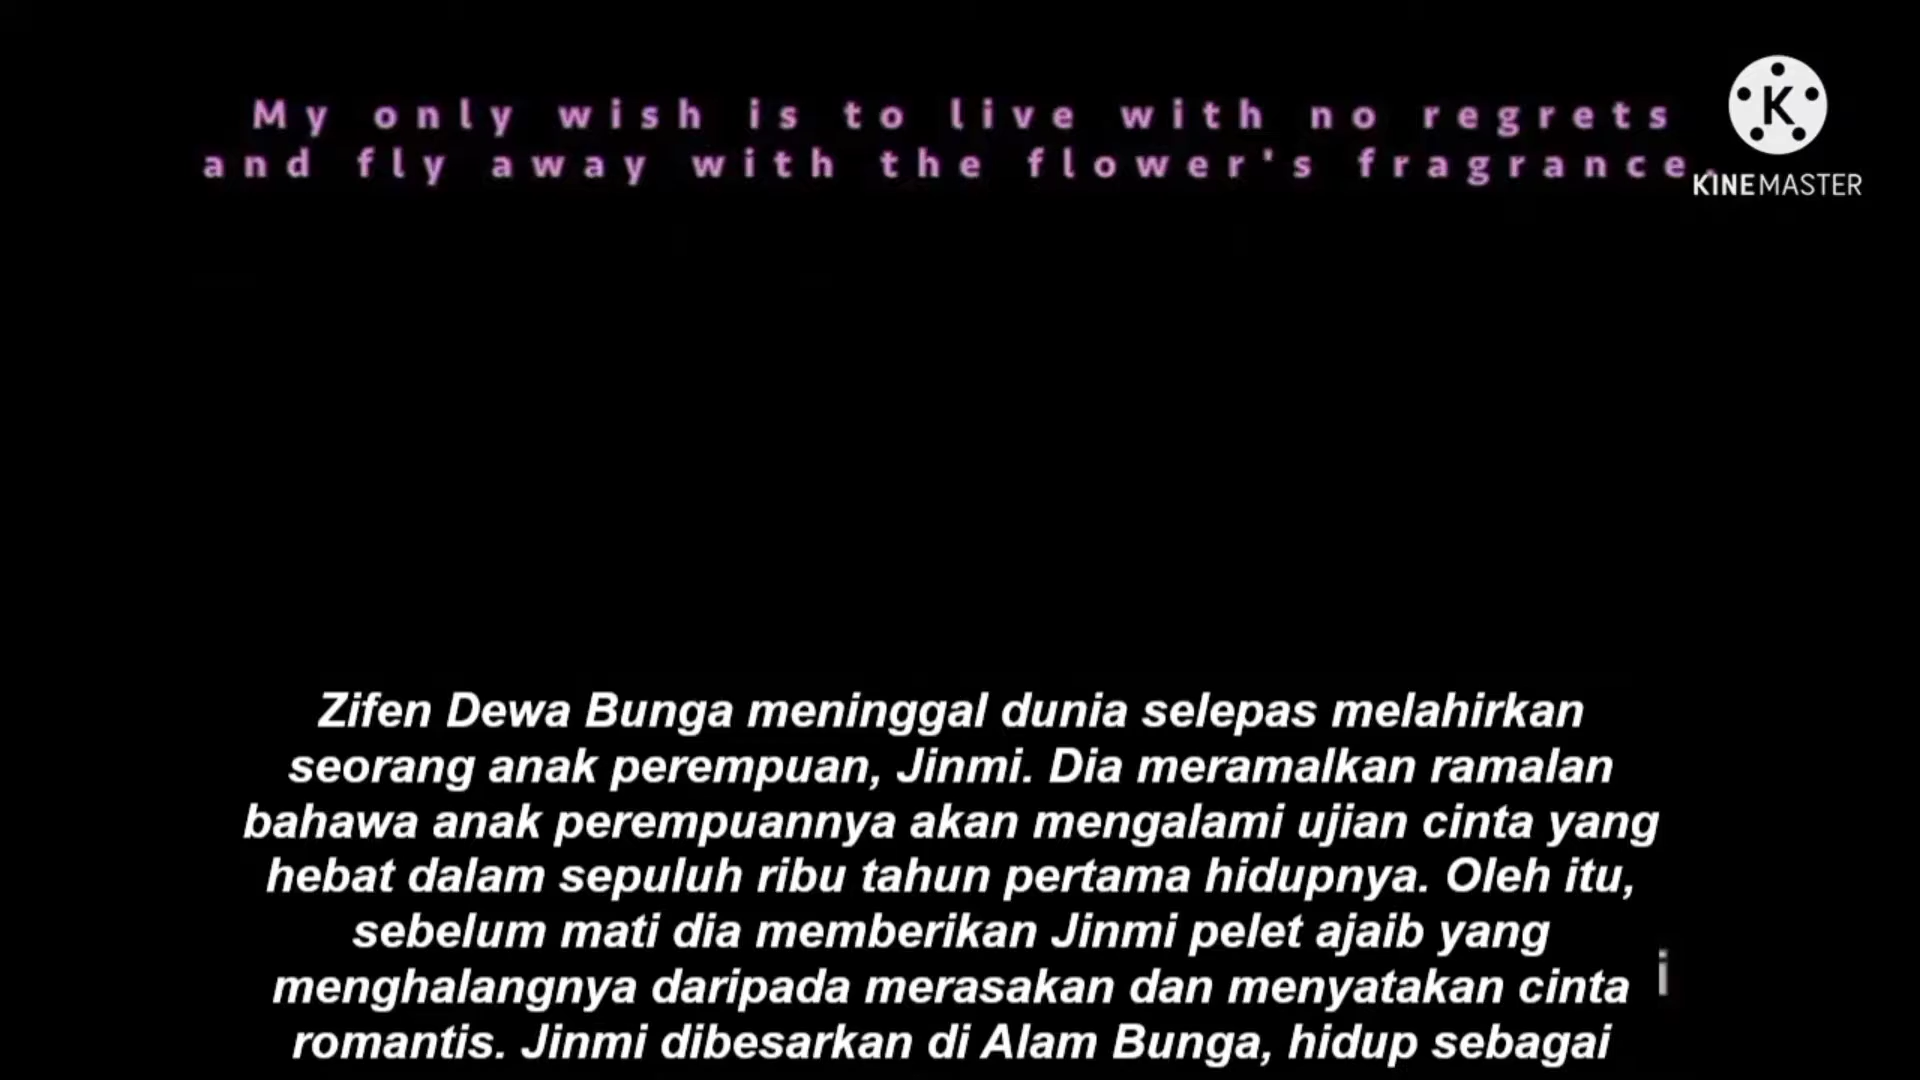 My only wish is to live with no regrets
and fly away with the flower's fragrance.
K
KINEMASTER
Zifen Dewa Bunga meninggal dunia selepas melahirkan
seorang anak perempuan, Jinmi. Dia meramalkan ramalan
bahawa anak perempuannya akan mengalami ujian cinta yang
hebat dalam sepuluh ribu tahun pertama hidupnya. Oleh itu,
sebelum mati dia memberikan Jinmi pelet ajaib yang
menghalangnya daripada merasakan dan menyatakan cinta
i
romantis. Jinmi dibesarkan di Alam Bunga, hidup sebagai